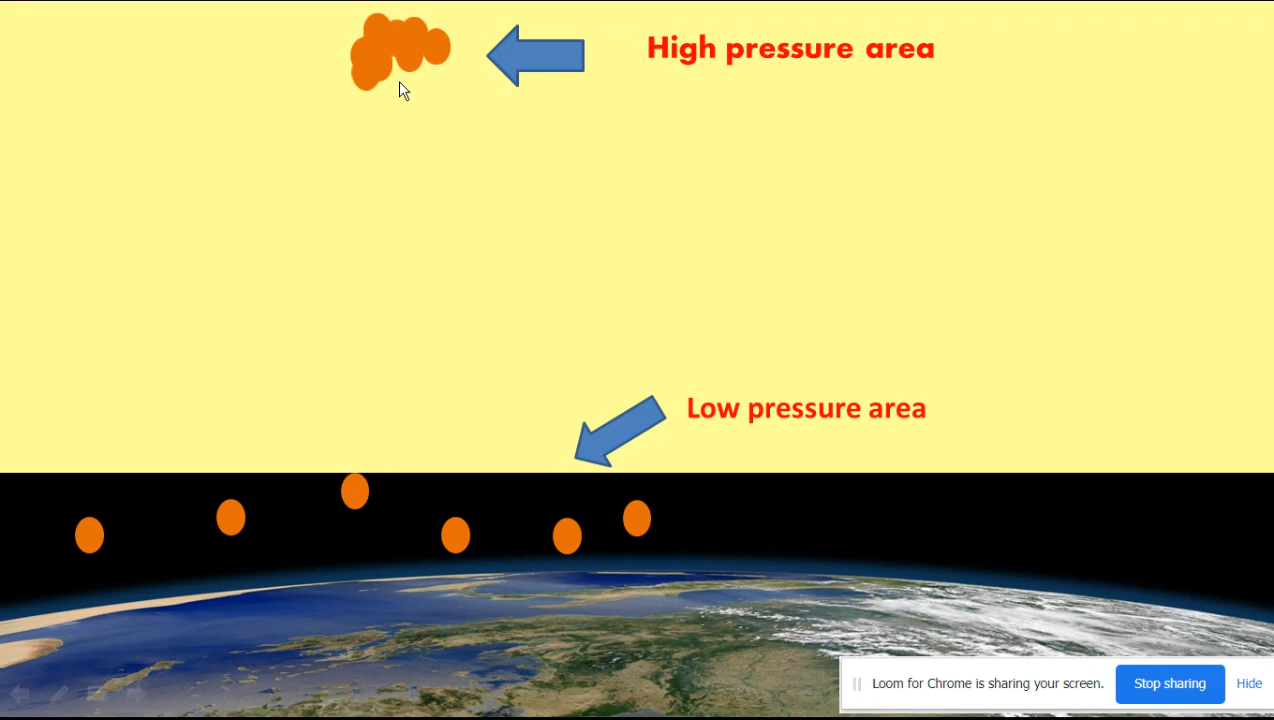 High pressure area
Low pressure area
Loom for Chrome is sharing your screen.
Stop sharing
Hide